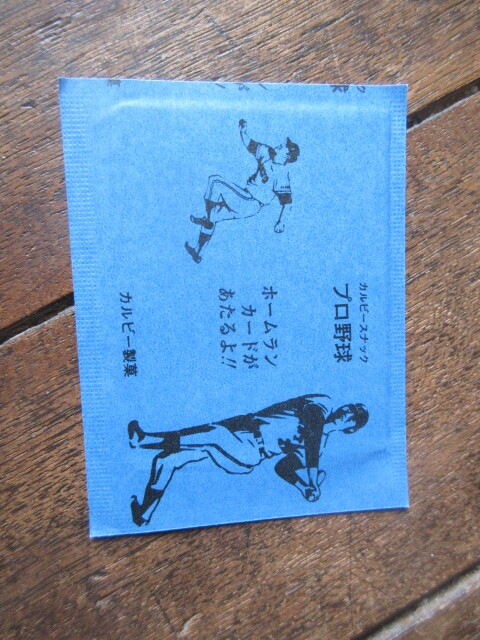 カルビースナック
プロ野球
ホームラン
カードが
あたるよ!!
カルビー製菓